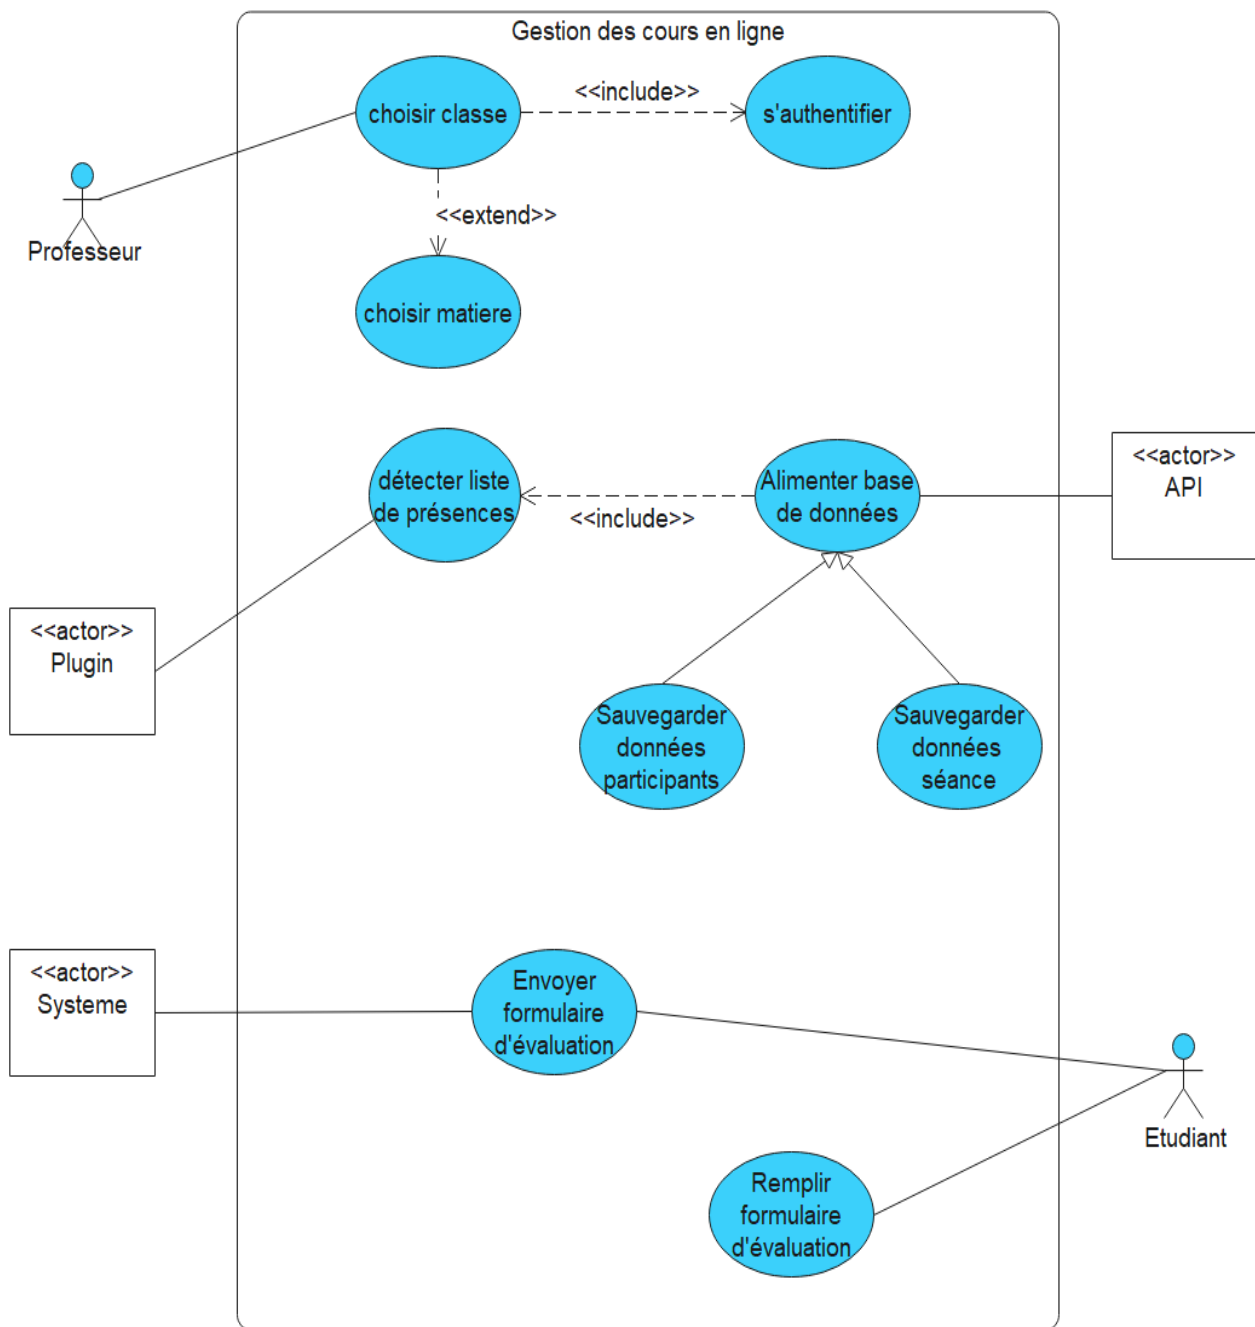 Gestion des cours en ligne
choisir classe
<<include>>
s'authentifier
Professeur
<<extend>>
choisir matiere
détecter liste
de présences
<<include>>
Alimenter base
de données
<<actor>>
API
<<actor>>
Plugin
Sauvegarder
données
participants
Sauvegarder
données
séance
<<actor>>
Systeme
Envoyer
formulaire
d'évaluation
Etudiant
Remplir
formulaire
d'évaluation